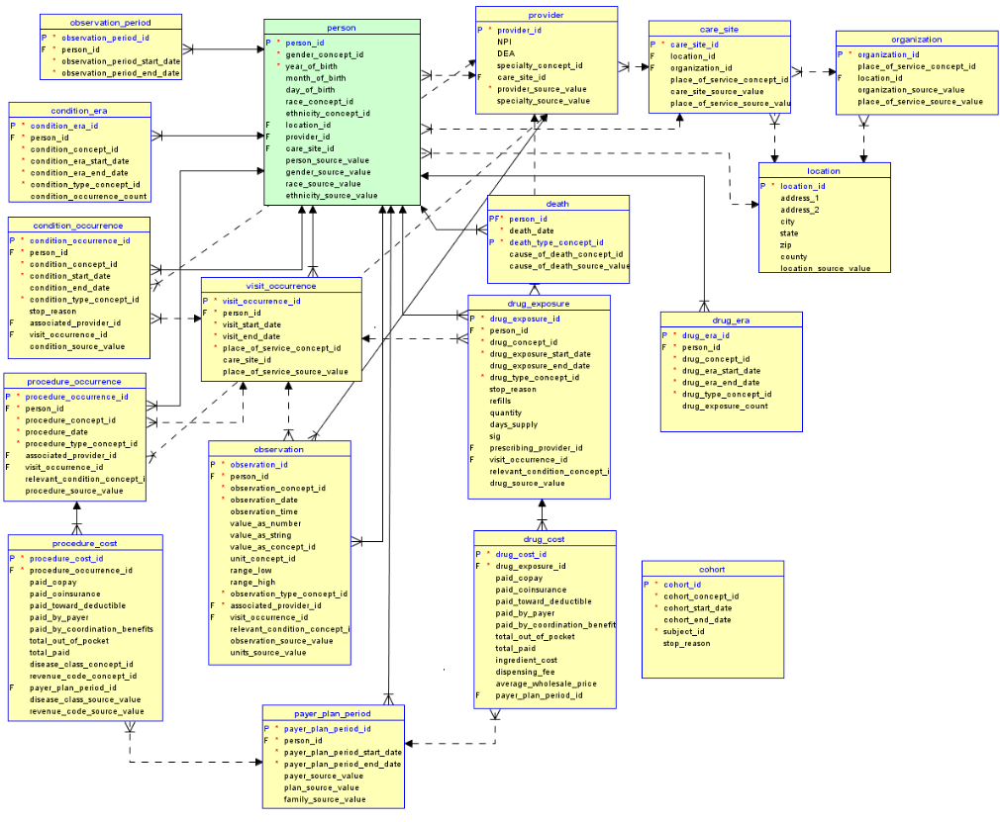 observation_period
P * observation_period_id
F * person_id
* observation_period_start_date
* observation_period_end_date
person
P * person_id
* gender_concept_id
* year_of_birth
month_of_birth
day_of_birth
race_concept_id
ethnicity_concept_id
F location_id
F provider_id
F care_site_id
person_source_value
gender_source_value
race_source_value
ethnicity_source_value
provider
P * provider_id
NPI
DEA
specialty_concept_id
F care_site_id
* provider_source_value
specialty_source_value
care_site
P * care_site_id
F location_id
F organization_id
place_of_service_concept_id
care_site_source_value
place_of_service_source_valu
organization
P * organization_id
place_of_service_concept_id
F location_id
organization_source_value
place_of_service_source_value
condition_era
P * condition_era_id
F * person_id
* condition_concept_id
* condition_era_start_date
* condition_era_end_date
* condition_type_concept_id
condition_occurrence_count
location
P * location_id
address_1
address_2
city
state
zip
county
location_source_value
death
PF* person_id
* death_date
P * death_type_concept_id
cause_of_death_concept_id
cause_of_death_source_value
condition_occurrence
P * condition_occurrence_id
F * person_id
* condition_concept_id
* condition_start_date
condition_end_date
* condition_type_concept_id
stop_reason
F associated_provider_id
F visit_occurrence_id
condition_source_value
visit_occurrence
P * visit_occurrence_id
F * person_id
* visit_start_date
* visit_end_date
* place_of_service_concept_id
care_site_id
place_of_service_source_value
drug_exposure
P * drug_exposure_id
F * person_id
* drug_concept_id
* drug_exposure_start_date
drug_exposure_end_date
* drug_type_concept_id
stop_reason
refills
quantity
days_supply
sig
F prescribing_provider_id
F visit_occurrence_id
relevant_condition_concept_i
drug_source_value
drug_era
P * drug_era_id
F * person_id
* drug_concept_id
* drug_era_start_date
* drug_era_end_date
* drug_type_concept_id
drug_exposure_count
procedure_occurrence
P * procedure_occurrence_id
F * person_id
* procedure_concept_id
* procedure_date
* procedure_type_concept_id
F associated_provider_id
F visit_occurrence_id
relevant_condition_concept_i
procedure_source_value
observation
P * observation_id
F * person_id
* observation_concept_id
* observation_date
observation_time
value_as_number
value_as_string
value_as_concept_id
unit_concept_id
range_low
range_high
* observation_type_concept_id
F associated_provider_id
F visit_occurrence_id
relevant_condition_concept_i
observation_source_value
units_source_value
procedure_cost
P * procedure_cost_id
F * procedure_occurrence_id
paid_copay
paid_coinsurance
paid_toward_deductible
paid_by_payer
paid_by_coordination_benefits
total_out_of_pocket
total_paid
disease_class_concept_id
revenue_code_concept_id
F payer_plan_period_id
disease_class_source_value
revenue_code_source_value
drug_cost
P * drug_cost_id
F * drug_exposure_id
paid_copay
paid_coinsurance
paid_toward_deductible
paid_by_payer
paid_by_coordination_benefit
total_out_of_pocket
total_paid
ingredient_cost
dispensing_fee
average_wholesale_price
F payer_plan_period_id
cohort
P * cohort_id
* cohort_concept_id
* cohort_start_date
cohort_end_date
* subject_id
stop_reason
payer_plan_period
P * payer_plan_period_id
F * person_id
* payer_plan_period_start_date
* payer_plan_period_end_date
payer_source_value
plan_source_value
family_source_value